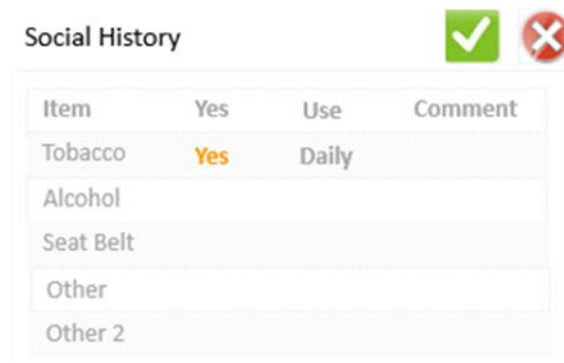 Social History
Item Yes Use Comment
Tobacco Yes Daily
Alcohol
Seat Belt
Other
Other 2